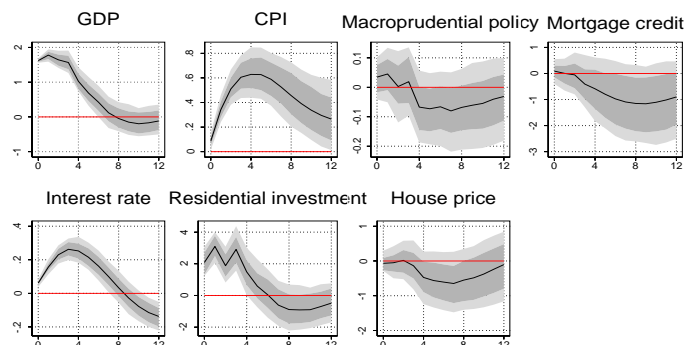 GDP
CPI
Macroprudential policy
Mortgage credit
2
1
0
-1
0 4 8 12
.8
.6
.4
.2
0
0 4 8 12
0.1
0
-0.1
-0.2
0 4 8 12
1
0
-1
-2
-3
0 4 8 12
Interest rate
Residential investment
House price
.4
.2
0
-.2
0 4 8 12
4
2
0
-2
0 4 8 12
1
0
-1
-2
0 4 8 12